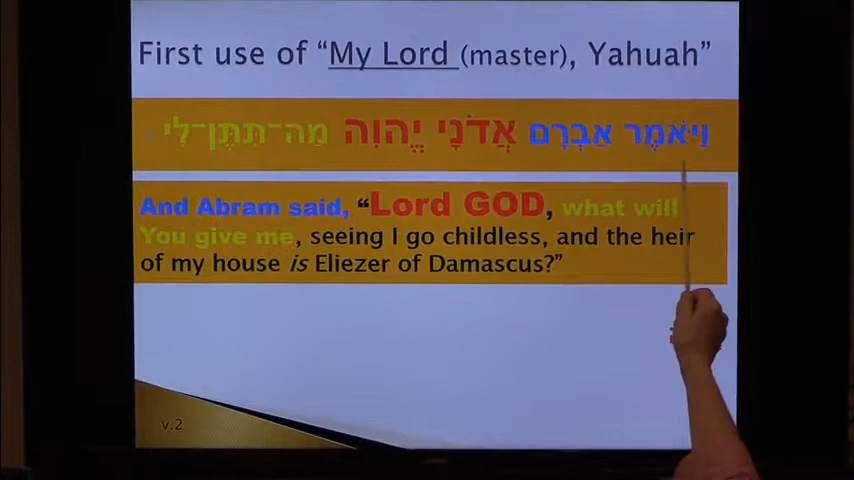 First use of “My Lord (master), Yahuah”
וַיֹּאמֶר אַבְרָם אֲדֹנָי יֱהוִה מַה־תִּתֶּן־לִי
And Abram said, “Lord GOD, what will
You give me, seeing I go childless, and the heir
of my house is Eliezer of Damascus?”
v.2